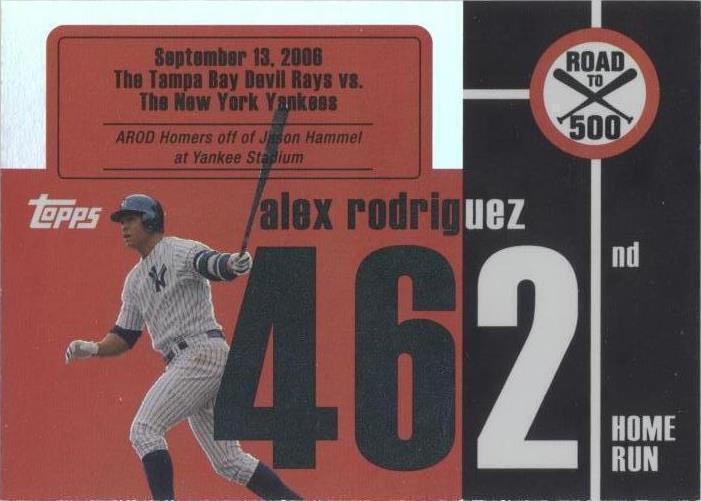 September 13, 2006
The Tampa Bay Devil Rays vs.
The New York Yankees
AROD Homers off of Jason Hammel
at Yankee Stadium
ROAD
TO
500
topps
alex rodriguez
462
nd
HOME
RUN
NY